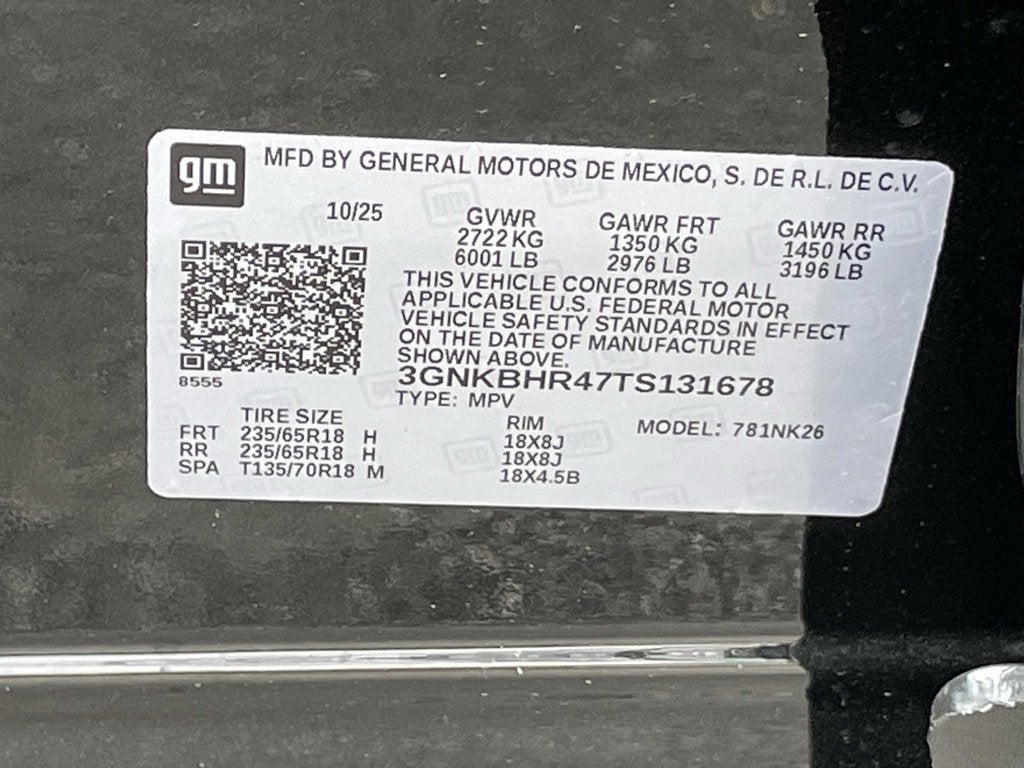 gm MFD BY GENERAL MOTORS DE MEXICO, S. DE R.L. DE C.V.
10/25 GVWR GAWR FRT GAWR RR
2722 KG 1350 KG 1450 KG
6001 LB 2976 LB 3196 LB
THIS VEHICLE CONFORMS TO ALL
APPLICABLE U.S. FEDERAL MOTOR
VEHICLE SAFETY STANDARDS IN EFFECT
ON THE DATE OF MANUFACTURE
SHOWN ABOVE.
8555 3GNKBHR47TS131678
TYPE: MPV
TIRE SIZE RIM MODEL: 781NK26
FRT 235/65R18 H 18X8J
RR 235/65R18 H 18X8J
SPA T135/70R18 M 18X4.5B